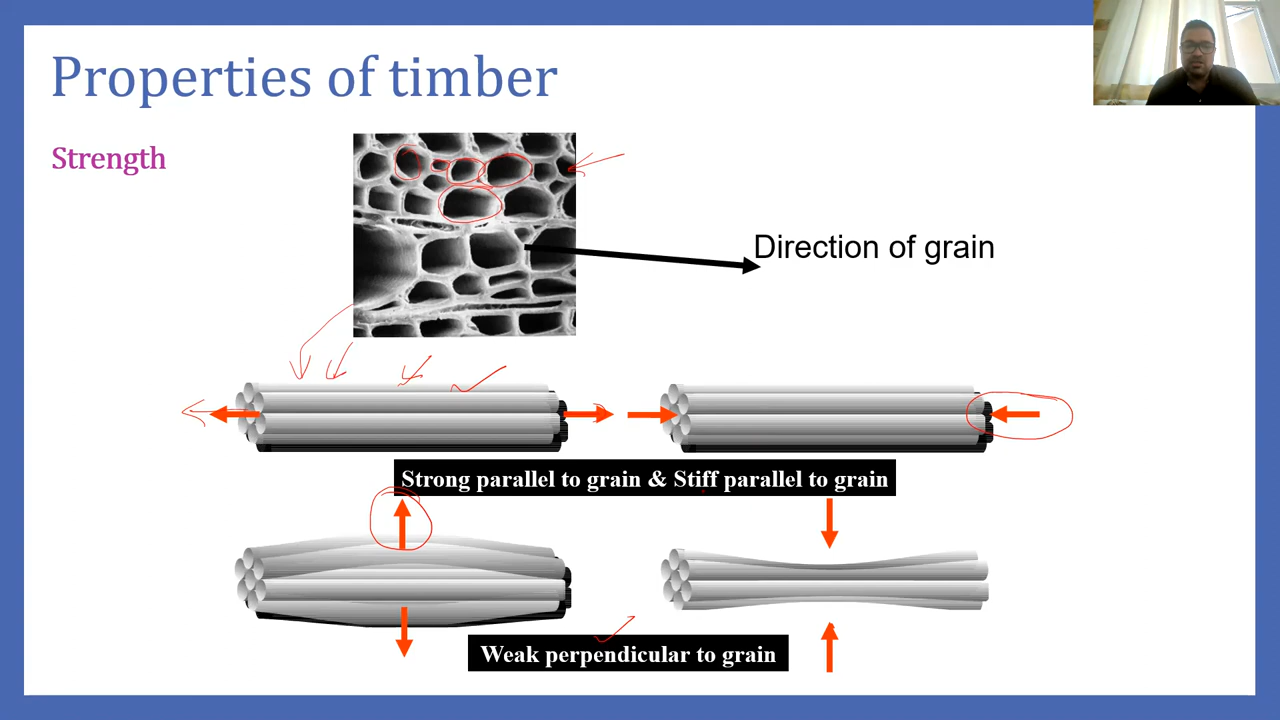 Properties of timber
Strength
Direction of grain
Strong parallel to grain & Stiff parallel to grain
Weak perpendicular to grain